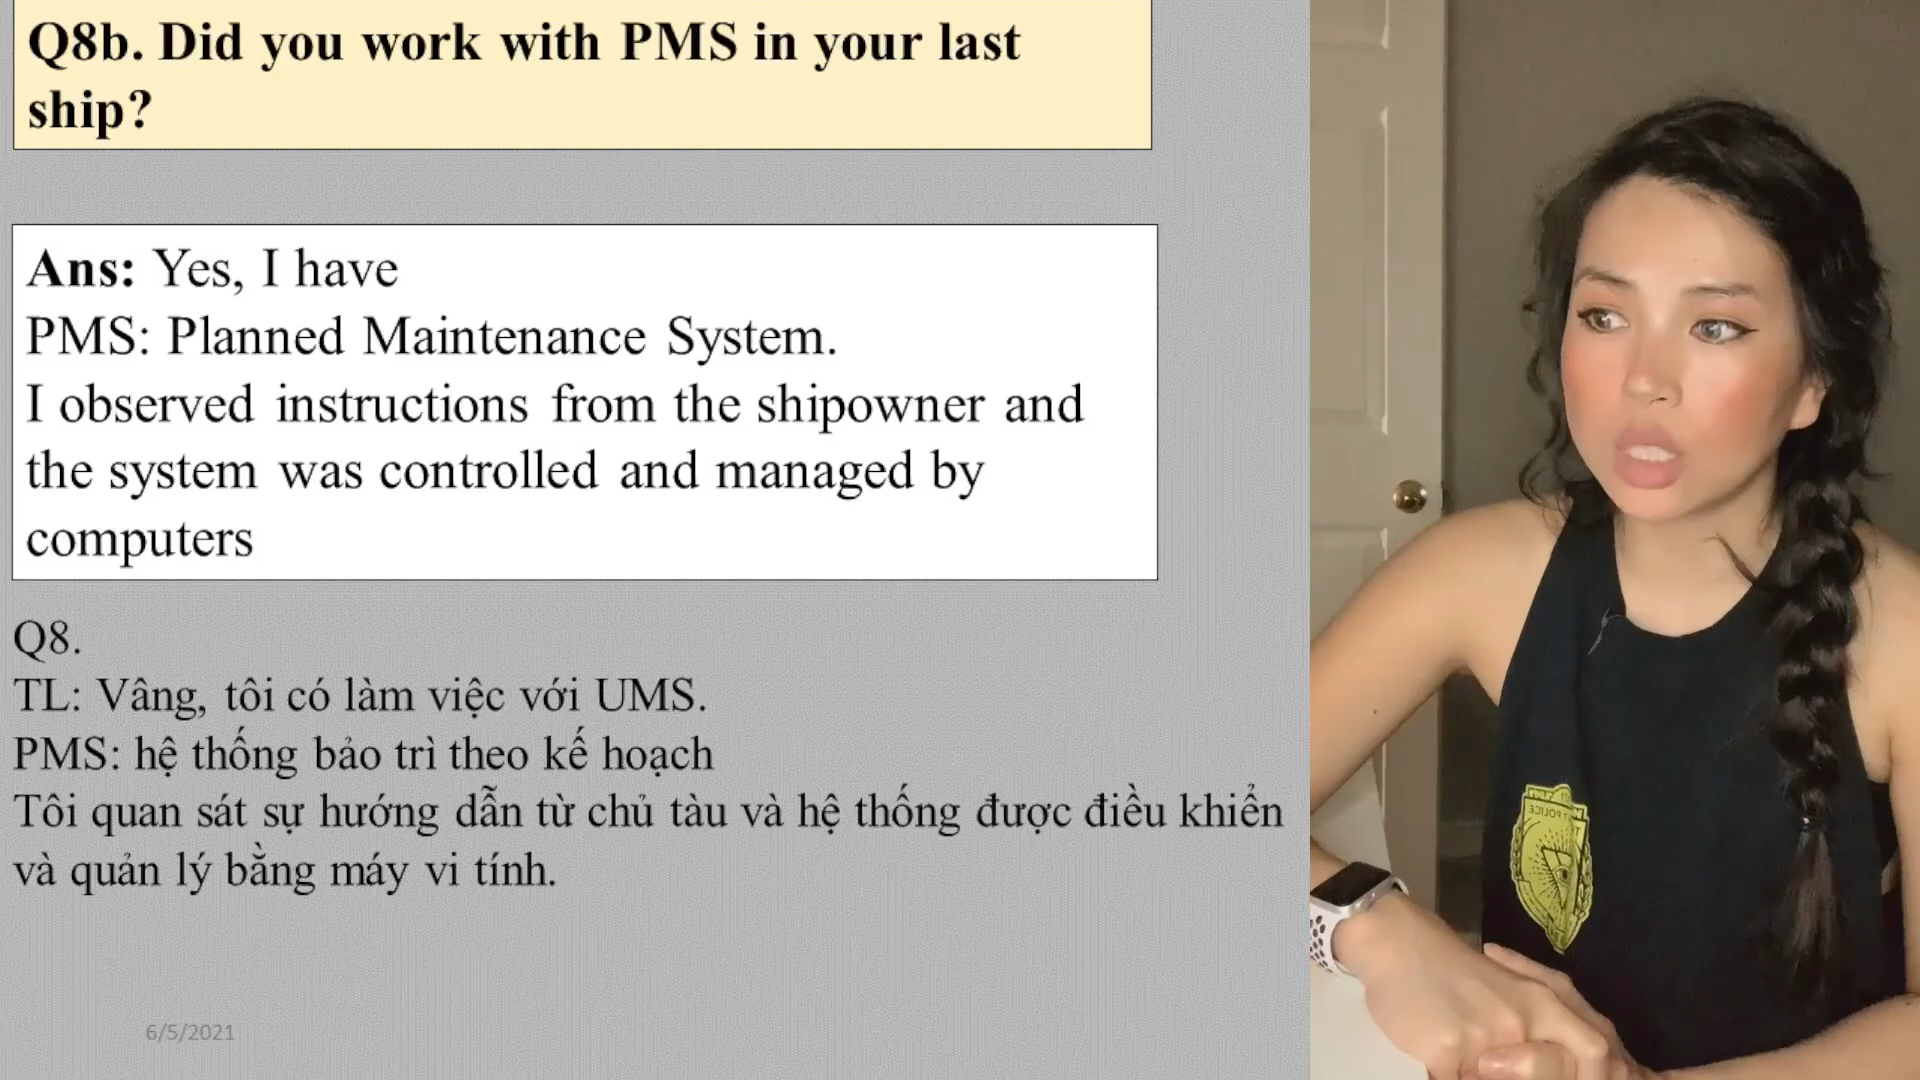 Q8b. Did you work with PMS in your last
ship?
Ans: Yes, I have
PMS: Planned Maintenance System.
I observed instructions from the shipowner and
the system was controlled and managed by
computers
Q8.
TL: Vâng, tôi có làm việc với UMS.
PMS: hệ thống bảo trì theo kế hoạch
Tôi quan sát sự hướng dẫn từ chủ tàu và hệ thống được điều khiển
và quản lý bằng máy vi tính.
6/5/2021